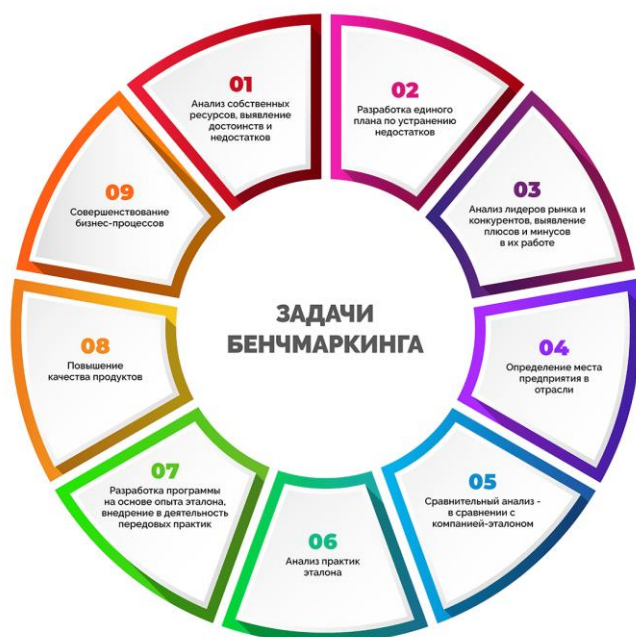 ЗАДАЧИ
БЕНЧМАРКИНГА
01
Анализ собственных
ресурсов, выявление
достоинств и
недостатков
02
Разработка единого
плана по устранению
недостатков
03
Анализ лидеров рынка и
конкурентов, выявление
плюсов и минусов
в их работе
04
Определение места
предприятия в
отрасли
05
Сравнительный анализ -
в сравнении с
компанией-эталоном
06
Анализ практик
эталона
07
Разработка программы
на основе опыта эталона,
внедрение в деятельность
передовых практик
08
Повышение
качества продуктов
09
Совершенствование
бизнес-процессов